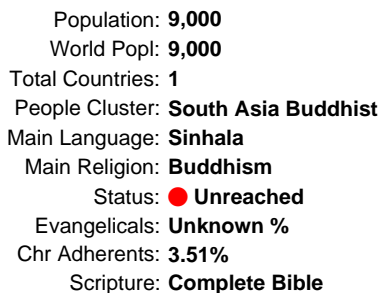 Population: 9,000
World Popl: 9,000
Total Countries: 1
People Cluster: South Asia Buddhist
Main Language: Sinhala
Main Religion: Buddhism
Status: Unreached
Evangelicals: Unknown %
Chr Adherents: 3.51%
Scripture: Complete Bible